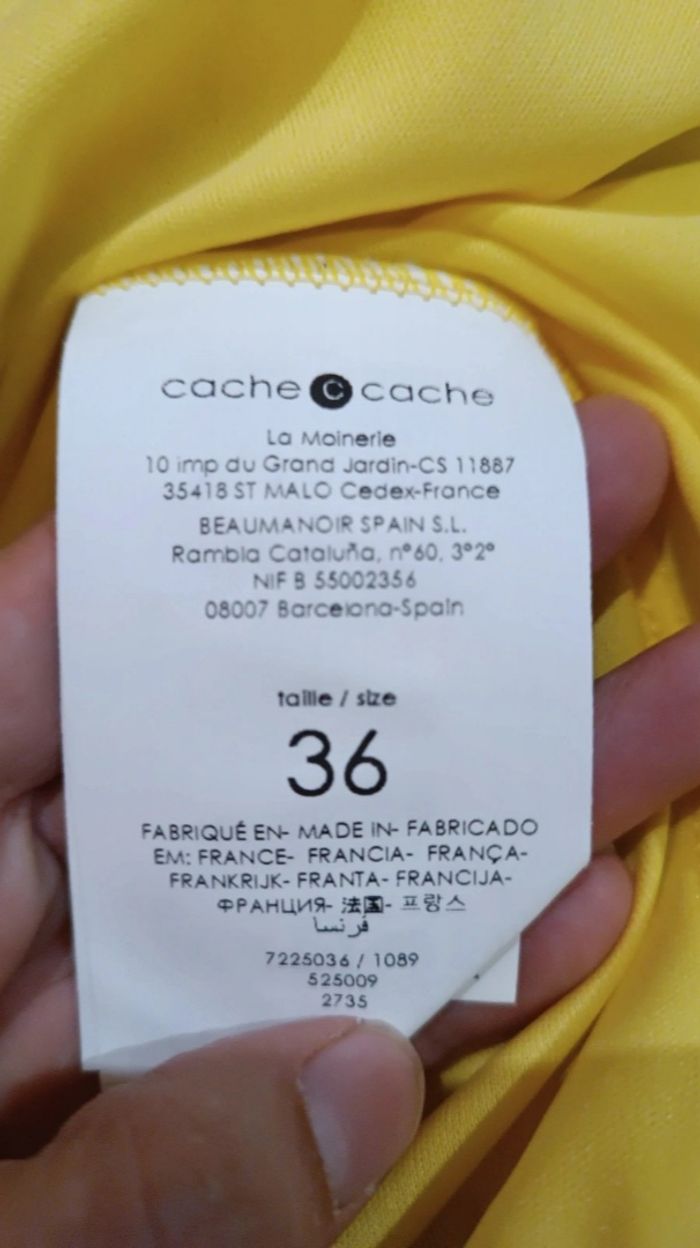 cache c cache
La Moinerie
10 imp du Grand Jardin-CS 11887
35418 ST MALO Cedex-France
BEAUMANOIR SPAIN S.L.
Rambla Cataluña, nº60, 3º2º
NIF B 55002356
08007 Barcelona-Spain
taille / size
36
FABRIQUÉ EN- MADE IN- FABRICADO
EM: FRANCE- FRANCIA- FRANÇA-
FRANKRIJK- FRANTA- FRANCIJA-
ФРАНЦИЯ- 法国- 프랑스
فرنسا
7225036 / 1089
525009
2735